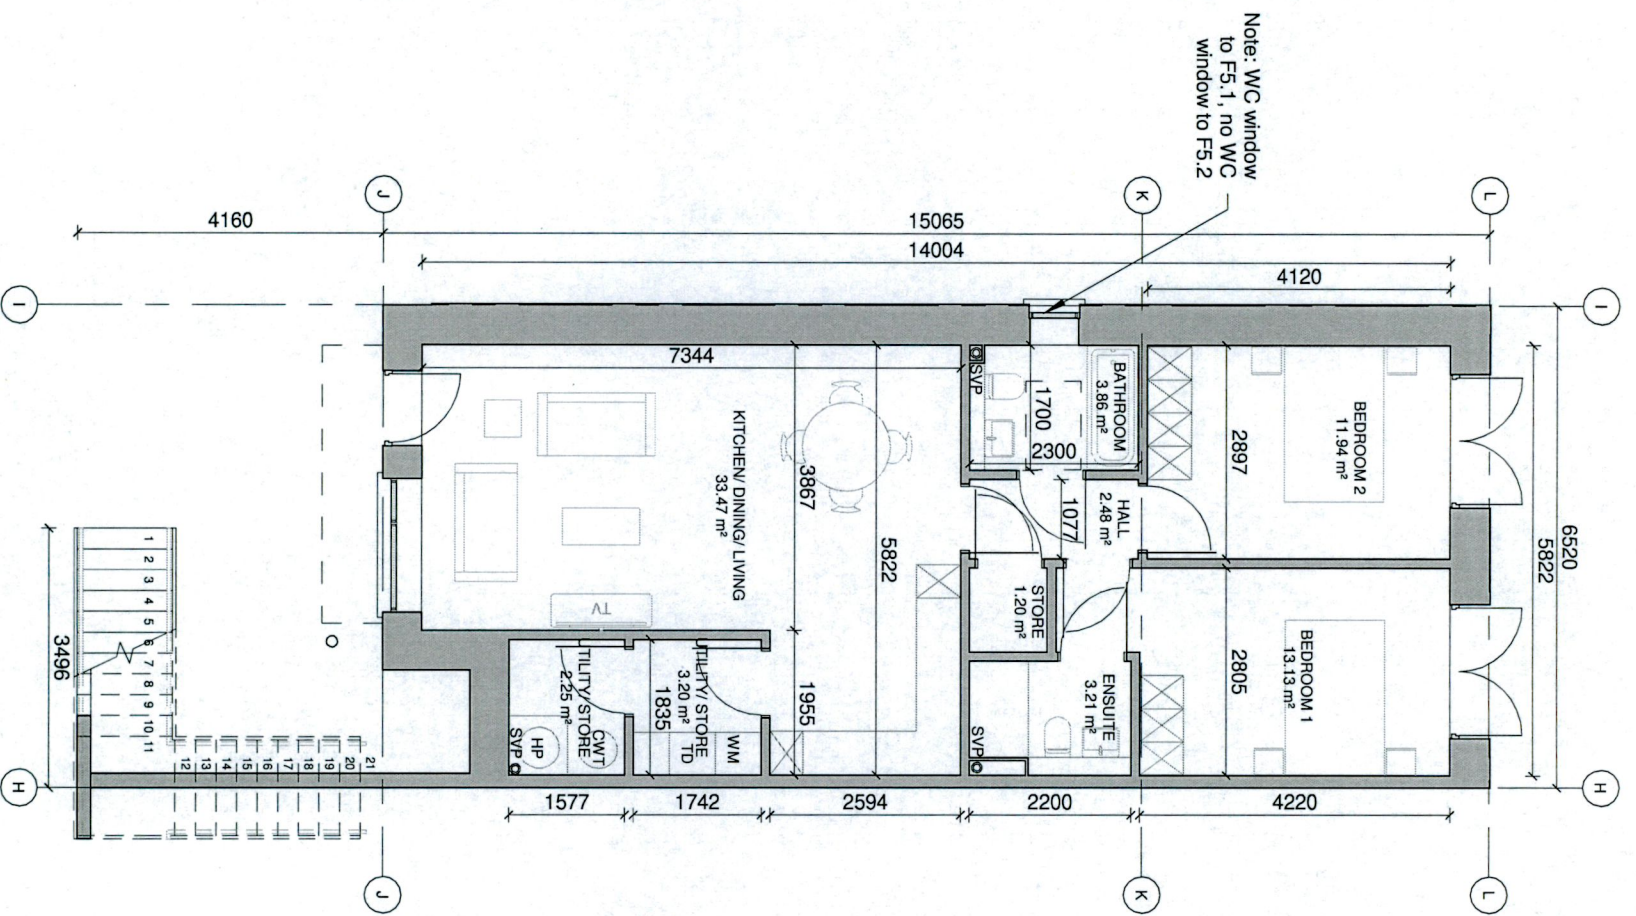 Note: WC window
to F5.1, no WC
window to F5.2
J
K
L
4160
15065
14004
4120
I
I
7344
SVP
1700
BATHROOM
3.86 m²
2300
2897
BEDROOM 2
11.94 m²
KITCHEN/ DINING/ LIVING
33.47 m²
3867
5822
1077
HALL
2.48 m²
6520
5822
STORE
1.20 m²
TV
1
2
3
4
5
6
7
8
9
10
11
12
13
14
15
16
17
18
19
20
21
3496
UTILITY/ STORE
2.25 m²
UTILITY/ STORE
3.20 m²
1835
1955
2805
BEDROOM 1
13.13 m²
ENSUITE
3.21 m²
SVP
HP
CWT
TD
WM
SVP
H
H
1577
1742
2594
2200
4220
J
K
L